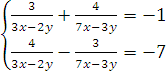 { 3/(3x−2y) + 4/(7x−3y) = −1
{ 4/(3x−2y) − 3/(7x−3y) = −7